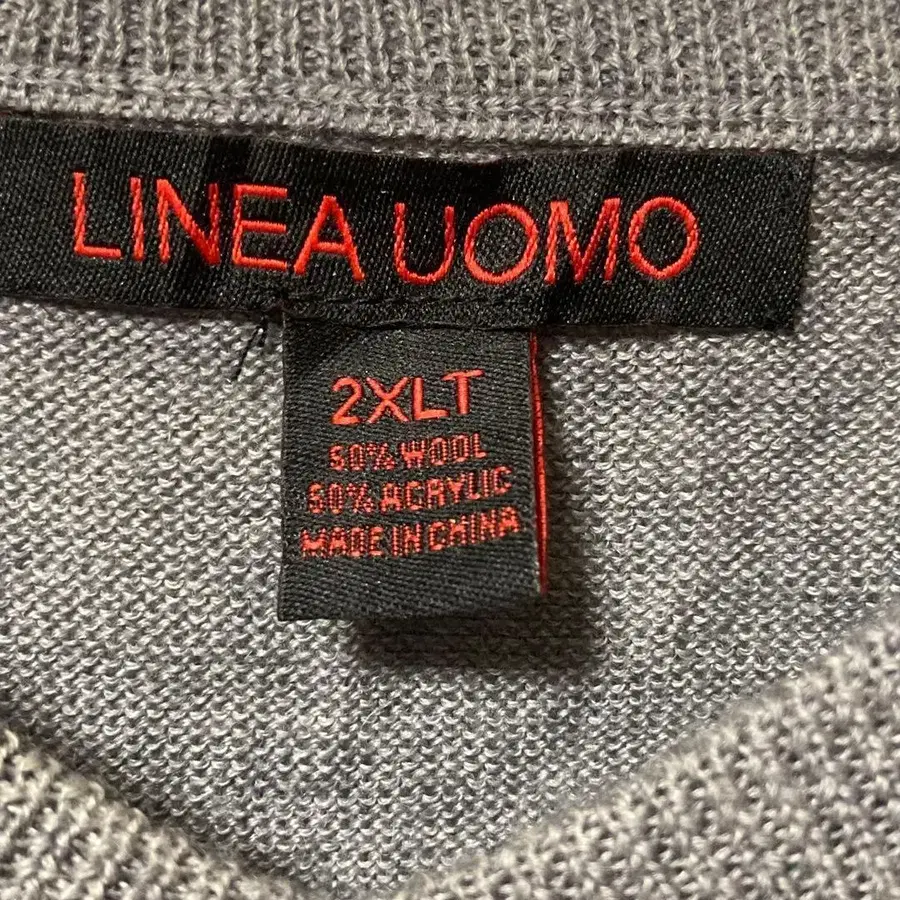 LINEA UOMO
2XLT
50% WOOL
50% ACRYLIC
MADE IN CHINA